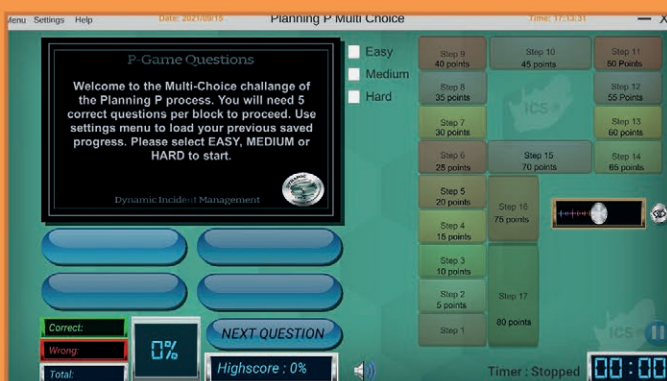 Menu Settings Help
Date: 2021/09/15
Planning P Multi Choice
Time: 17:13:31
P-Game Questions
Welcome to the Multi-Choice challange of
the Planning P process. You will need 5
correct questions per block to proceed. Use
settings menu to load your previous saved
progress. Please select EASY, MEDIUM or
HARD to start.
Dynamic Incident Management
Easy
Medium
Hard
Step 9
40 points
Step 10
45 points
Step 11
50 Points
Step 8
35 points
Step 12
55 Points
Step 7
30 points
Step 13
60 points
Step 6
25 points
Step 15
70 points
Step 14
65 points
Step 5
20 points
Step 16
75 points
Step 4
15 points
Step 3
10 points
Step 2
5 points
Step 17
80 points
Step 1
ICS
ICS
Correct:
Wrong:
Total:
0%
NEXT QUESTION
Highscore : 0%
Timer : Stopped
00:00